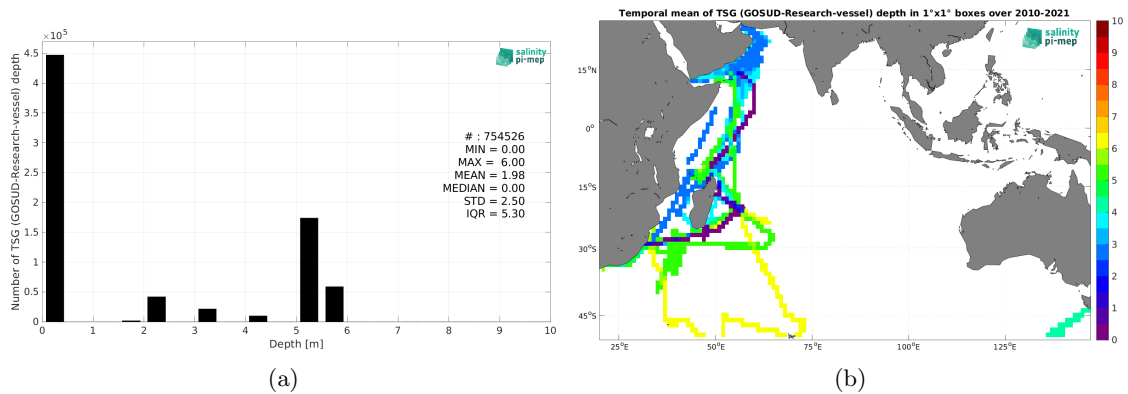 ×10⁵
4.5
4
3.5
3
2.5
2
1.5
1
0.5
0
Number of TSG (GOSUD-Research-vessel) depth
salinity
pi-mep
# : 754526
MIN = 0.00
MAX = 6.00
MEAN = 1.98
MEDIAN = 0.00
STD = 2.50
IQR = 5.30
0 1 2 3 4 5 6 7 8 9 10
Depth [m]
(a)
Temporal mean of TSG (GOSUD-Research-vessel) depth in 1°x1° boxes over 2010-2021
salinity
pi-mep
15°N
0°
15°S
30°S
45°S
25°E 50°E 75°E 100°E 125°E
10
9
8
7
6
5
4
3
2
1
0
(b)